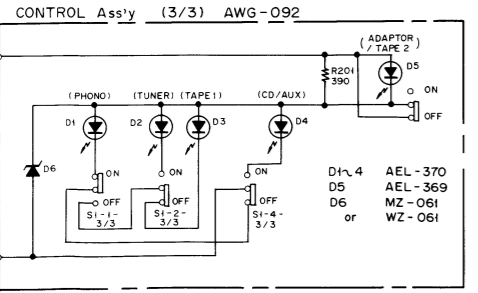 CONTROL Ass'y (3/3) AWG-092
(ADAPTOR / TAPE 2)
R201
390
D5
ON
OFF
(PHONO) (TUNER) (TAPE1) (CD/AUX)
D1 D2 D3 D4
D6
ON ON ON
OFF OFF OFF
S1-1-
3/3
S1-2-
3/3
S1-4-
3/3
D1~4 AEL-370
D5 AEL-369
D6 MZ-061
or WZ-061